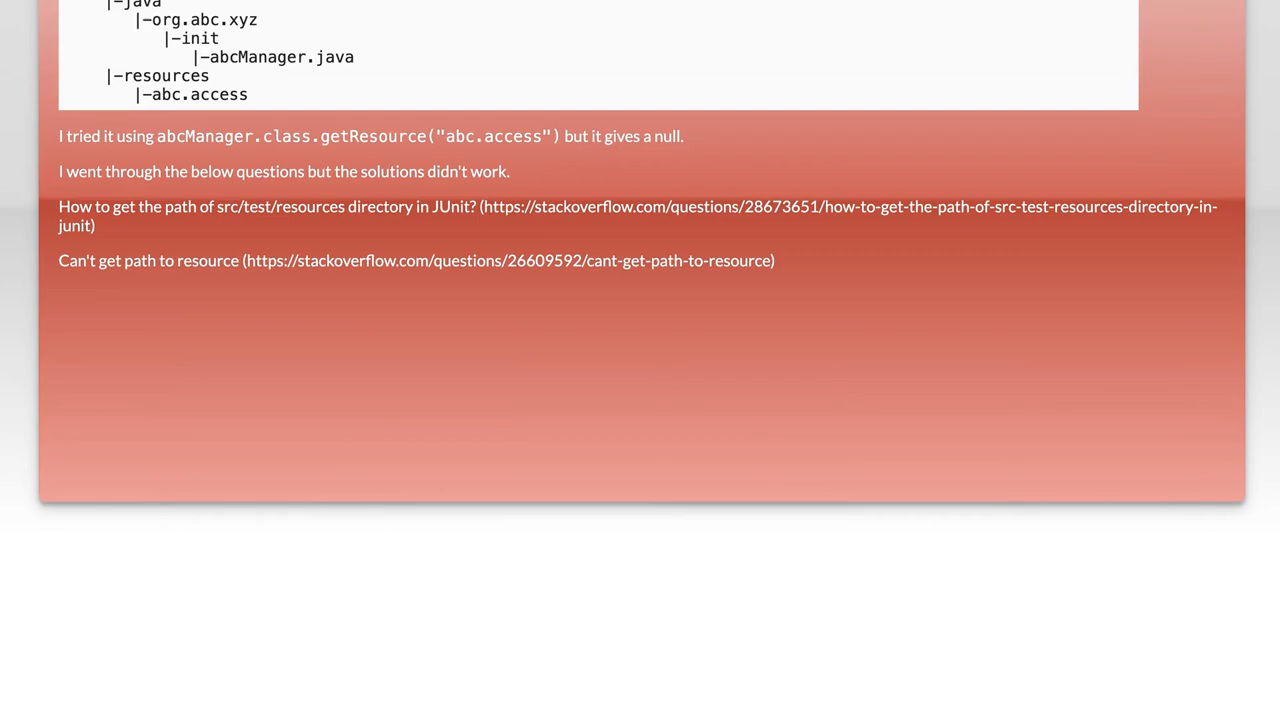 |-java
|-org.abc.xyz
|-init
|-abcManager.java
|-resources
|-abc.access
I tried it using abcManager.class.getResource("abc.access") but it gives a null.
I went through the below questions but the solutions didn't work.
How to get the path of src/test/resources directory in JUnit? (https://stackoverflow.com/questions/28673651/how-to-get-the-path-of-src-test-resources-directory-in-
junit)
Can't get path to resource (https://stackoverflow.com/questions/26609592/cant-get-path-to-resource)